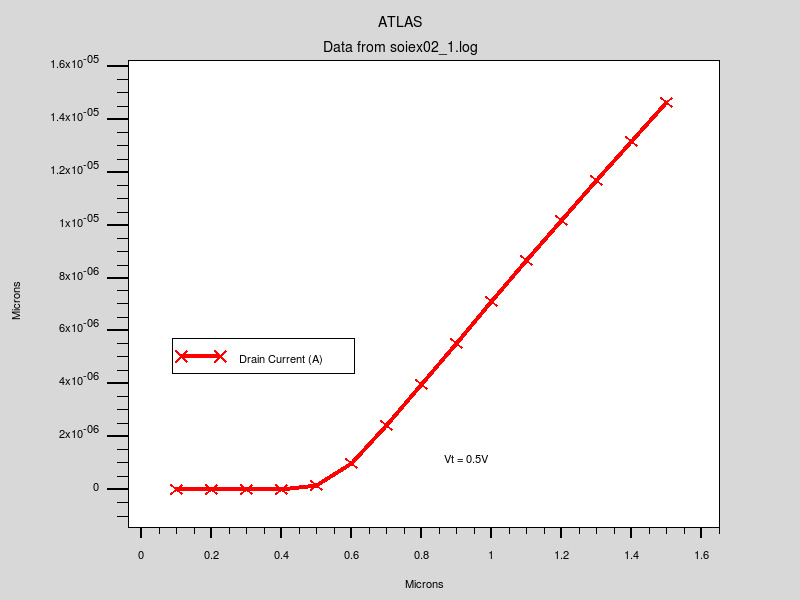 ATLAS
Data from soiex02_1.log
1.6x10-05
1.4x10-05
1.2x10-05
1x10-05
8x10-06
6x10-06
4x10-06
2x10-06
0
Microns
Drain Current (A)
Vt = 0.5V
0 0.2 0.4 0.6 0.8 1 1.2 1.4 1.6
Microns